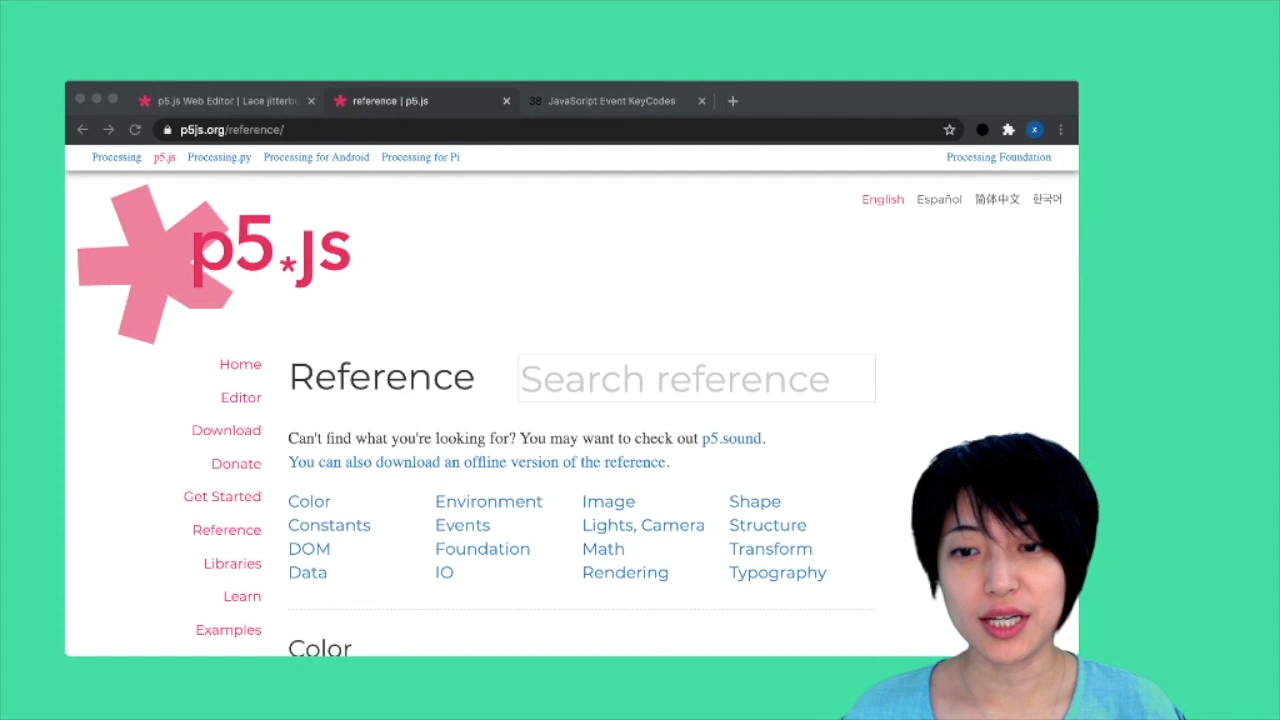 p5.js Web Editor | Lace jitterbu
reference | p5.js
38 JavaScript Event KeyCodes
p5js.org/reference/
x
Processing p5.js Processing.py Processing for Android Processing for Pi Processing Foundation
English Español 简体中文 한국어
p5*js
Home
Editor
Download
Donate
Get Started
Reference
Libraries
Learn
Examples
Reference
Search reference
Can't find what you're looking for? You may want to check out p5.sound.
You can also download an offline version of the reference.
Color Environment Image Shape
Constants Events Lights, Camera Structure
DOM Foundation Math Transform
Data IO Rendering Typography
Color